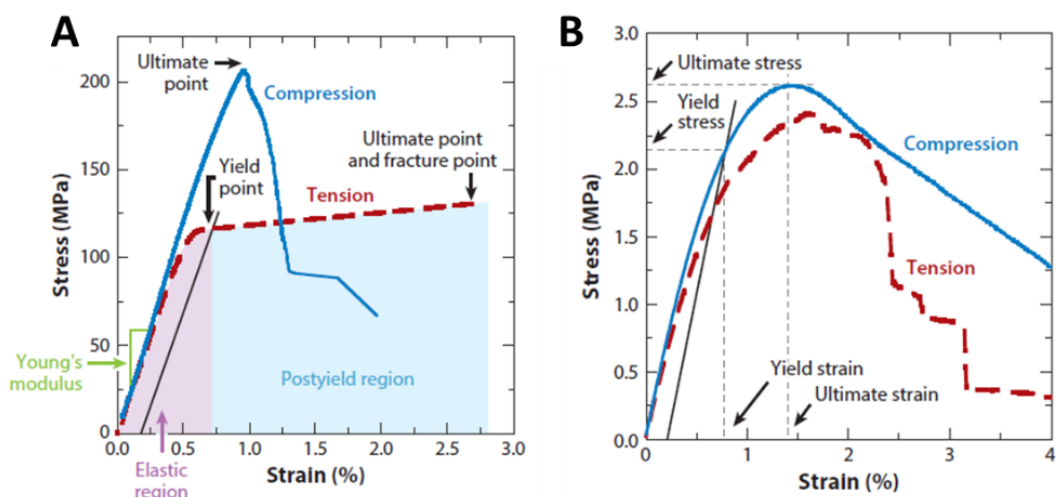 A
Stress (MPa)
200
150
100
50
0
0.0
0.5
1.0
1.5
2.0
2.5
3.0
Strain (%)
Ultimate
point
Compression
Yield
point
Tension
Ultimate point
and fracture point
Young's
modulus
Elastic
region
Postyield region
B
Stress (MPa)
3.0
2.5
2.0
1.5
1.0
0.5
0.0
0
1
2
3
4
Strain (%)
Ultimate stress
Yield
stress
Compression
Tension
Yield strain
Ultimate strain